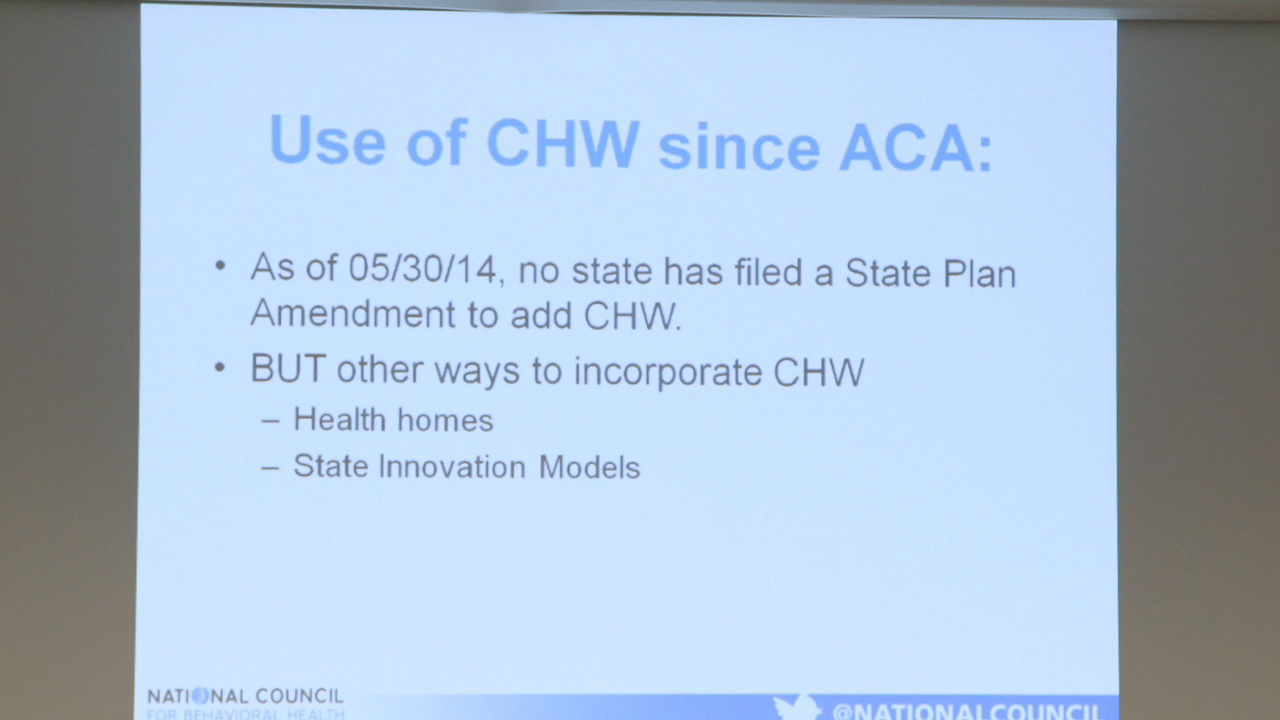 Use of CHW since ACA:
• As of 05/30/14, no state has filed a State Plan
Amendment to add CHW.
• BUT other ways to incorporate CHW
– Health homes
– State Innovation Models
NATIONAL COUNCIL
FOR BEHAVIORAL HEALTH
@NATIONALCOUNCIL